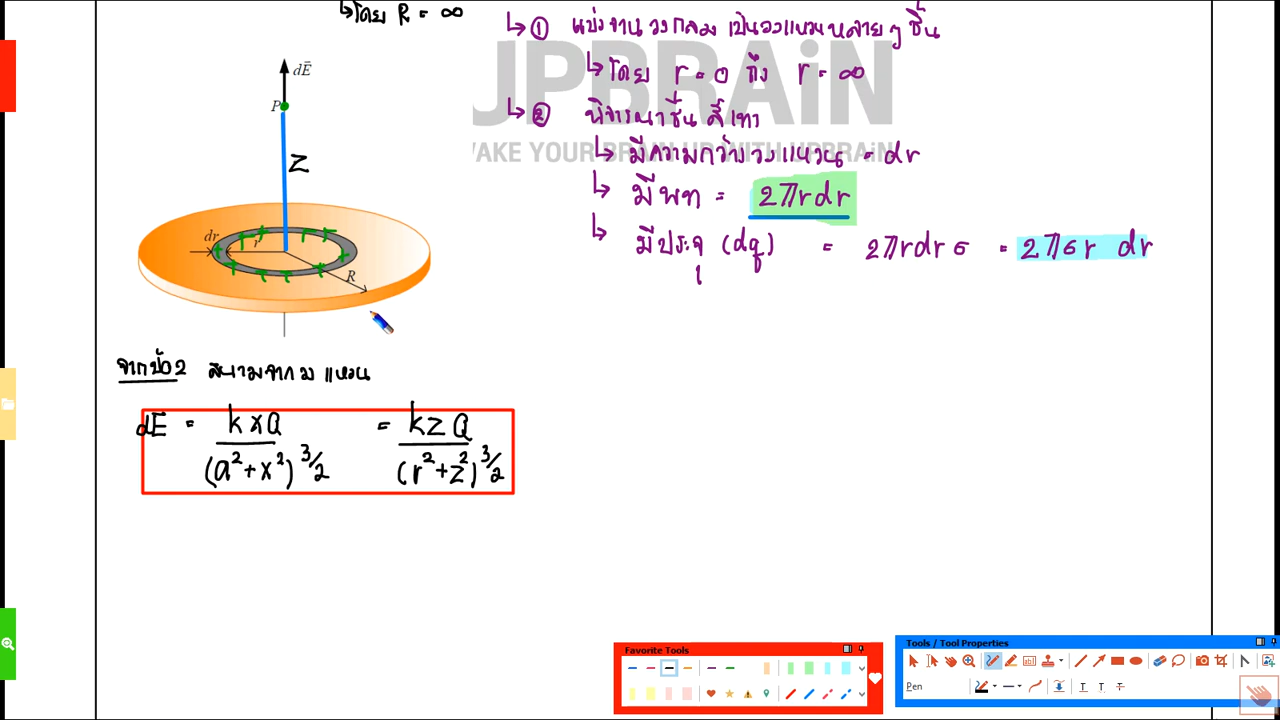 ↳โดย R = ∞
↳① แบ่งจานวงกลม เป็นวงแหวนหลายๆ ชิ้น
↳โดย r = 0 ถึง r = ∞
↳② พิจารณาชิ้นสีเทา
↳ มีความกว้างวงแหวน = dr
↳ มีพท = 2πrdr
↳ มีประจุ (dq) = 2πrdrσ = 2πσr dr
UPBRAiN
WAKE YOUR BRAIN UP WITH UPBRAiN
dE
P
Z
dr
r
R
จากข้อ2 สนามจากวงแหวน
dE = kxQ / (a²+x²)^3/2 = kzQ / (r²+z²)^3/2
Favorite Tools
Tools / Tool Properties
Pen